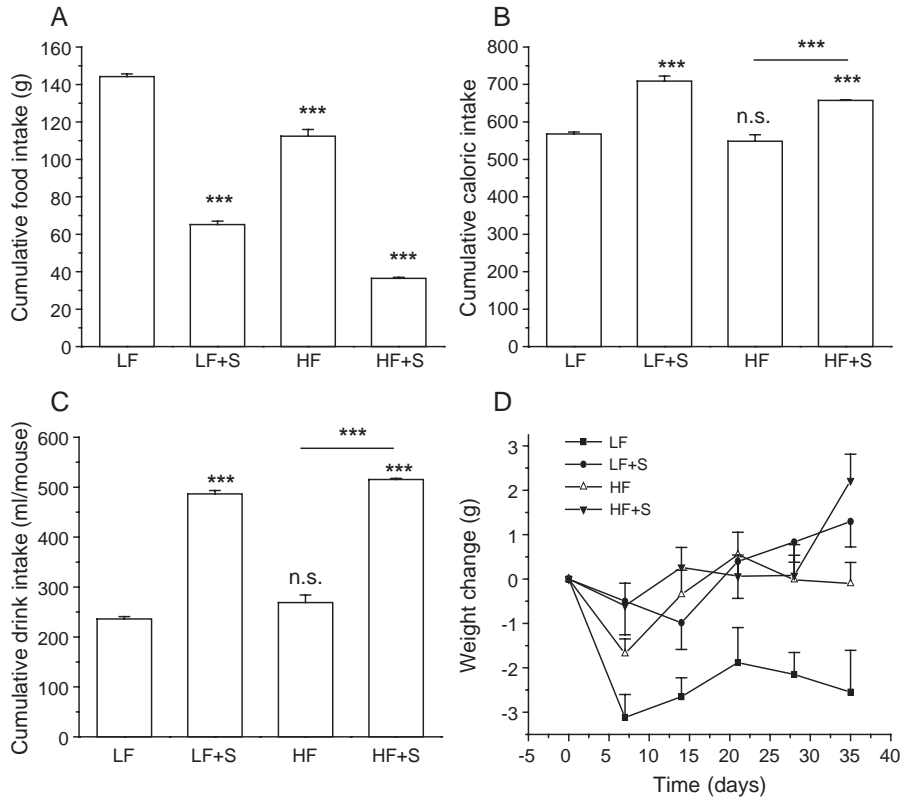 A
Cumulative food intake (g)
160
140
120
100
80
60
40
20
0
***
***
***
LF
LF+S
HF
HF+S
B
Cumulative caloric intake
800
700
600
500
400
300
200
100
0
***
n.s.
***
***
LF
LF+S
HF
HF+S
C
Cumulative drink intake (ml/mouse)
600
500
400
300
200
100
0
***
n.s.
***
***
LF
LF+S
HF
HF+S
D
LF
LF+S
HF
HF+S
Weight change (g)
3
2
1
0
-1
-2
-3
-5
0
5
10
15
20
25
30
35
40
Time (days)